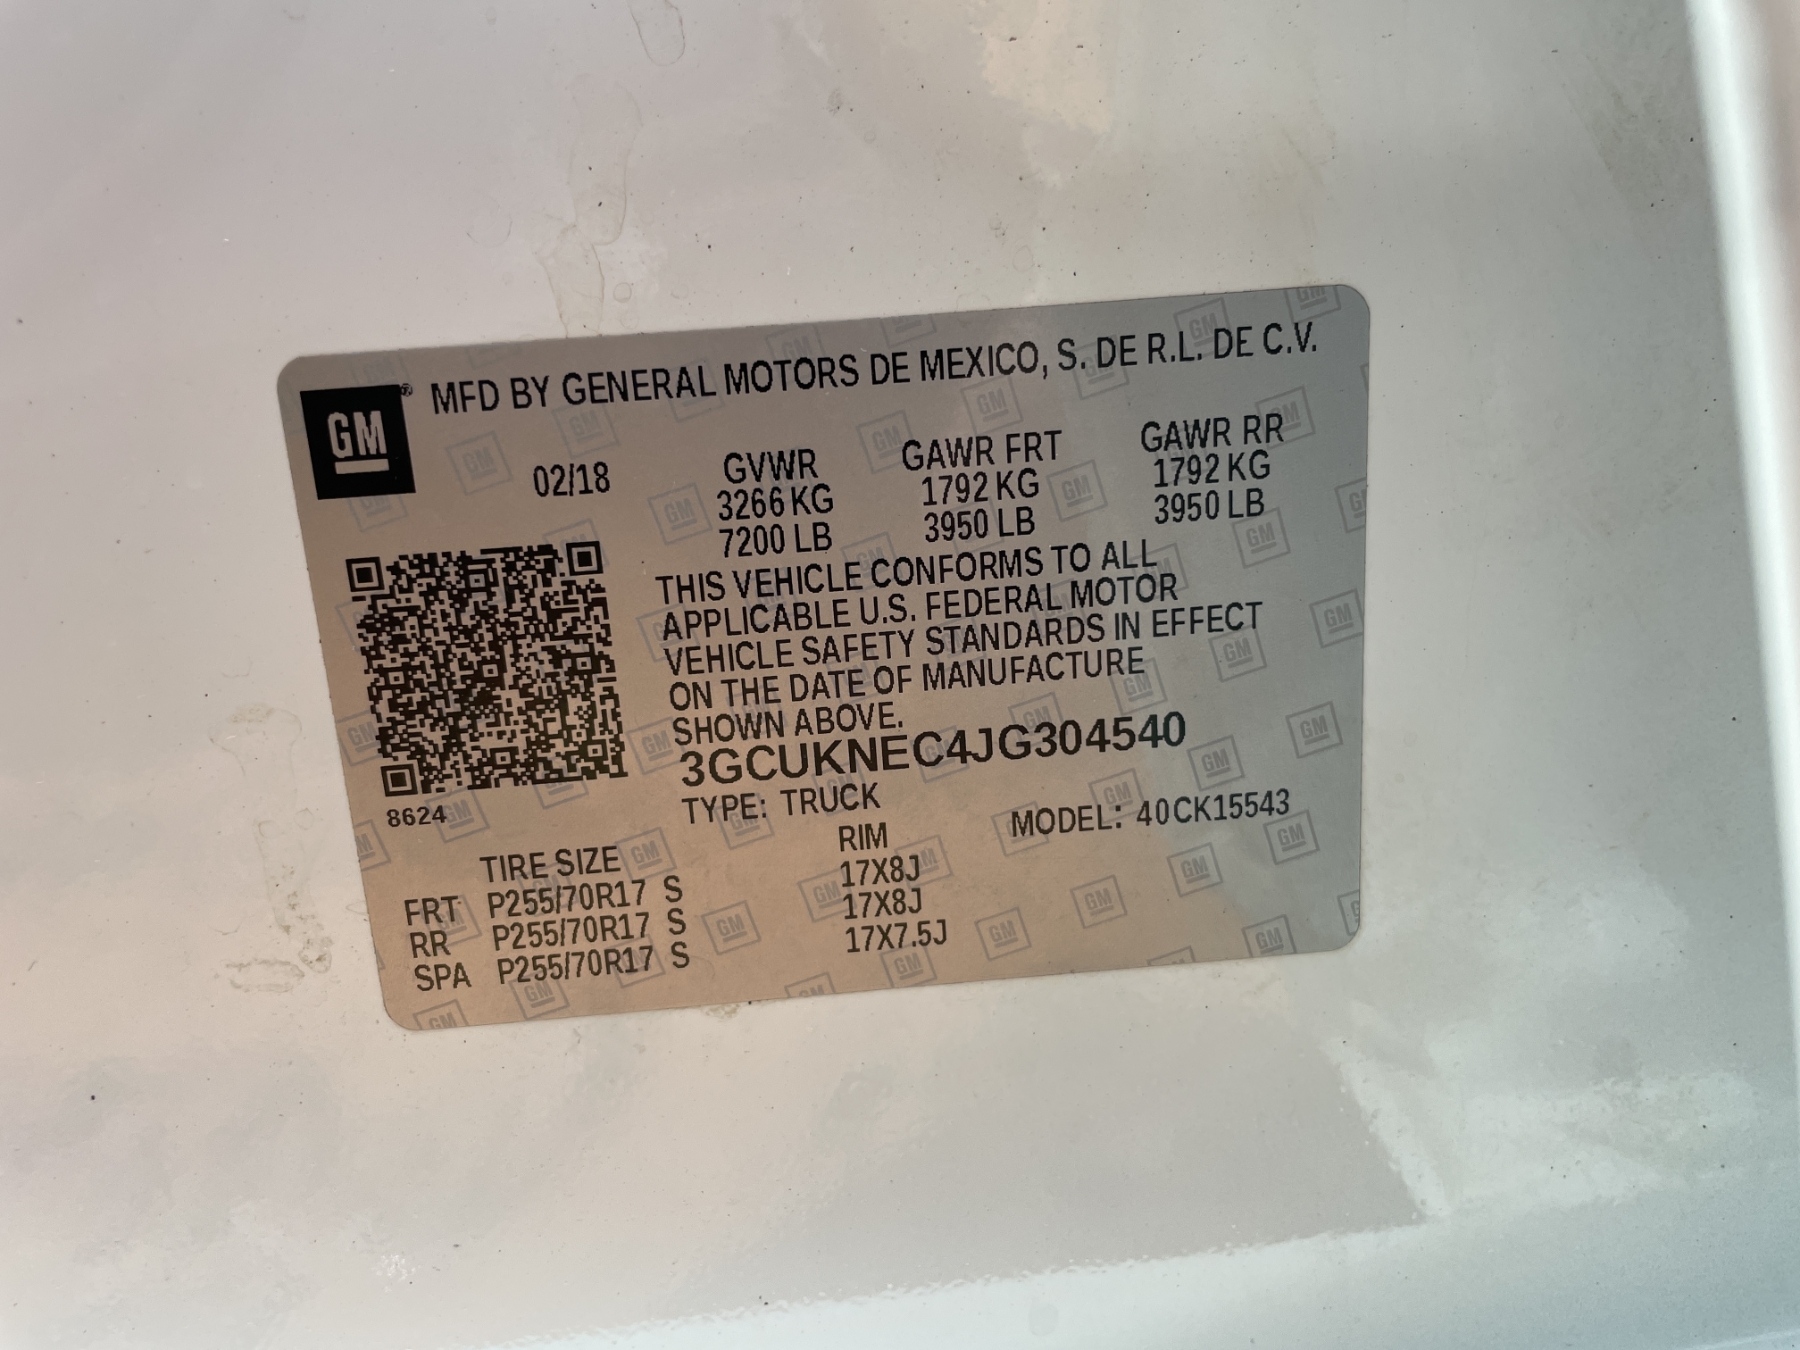 GM® MFD BY GENERAL MOTORS DE MEXICO, S. DE R.L. DE C.V.
02/18 GVWR GAWR FRT GAWR RR
3266 KG 1792 KG 1792 KG
7200 LB 3950 LB 3950 LB
THIS VEHICLE CONFORMS TO ALL
APPLICABLE U.S. FEDERAL MOTOR
VEHICLE SAFETY STANDARDS IN EFFECT
ON THE DATE OF MANUFACTURE
SHOWN ABOVE.
3GCUKNEC4JG304540
8624 TYPE: TRUCK MODEL: 40CK15543
TIRE SIZE RIM
FRT P255/70R17 S 17X8J
RR P255/70R17 S 17X8J
SPA P255/70R17 S 17X7.5J